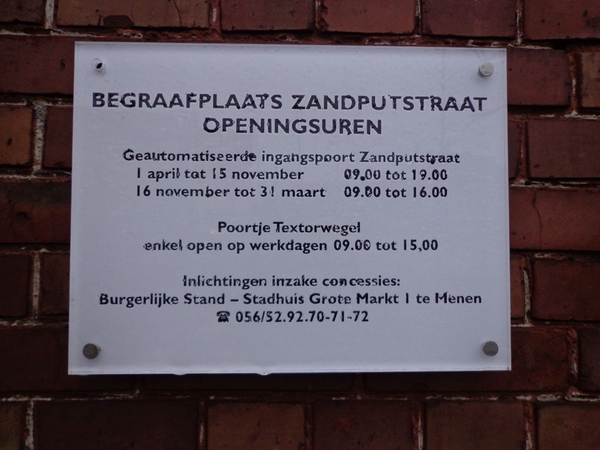 BEGRAAFPLAATS ZANDPUTSTRAAT
OPENINGSUREN
Geautomatiseerde ingangspoort Zandputstraat
1 april tot 15 november 09.00 tot 19.00
16 november tot 31 maart 09.00 tot 16.00
Poortje Textorwegel
enkel open op werkdagen 09.00 tot 15,00
Inlichtingen inzake concessies:
Burgerlijke Stand – Stadhuis Grote Markt 1 te Menen
☎ 056/52.92.70-71-72